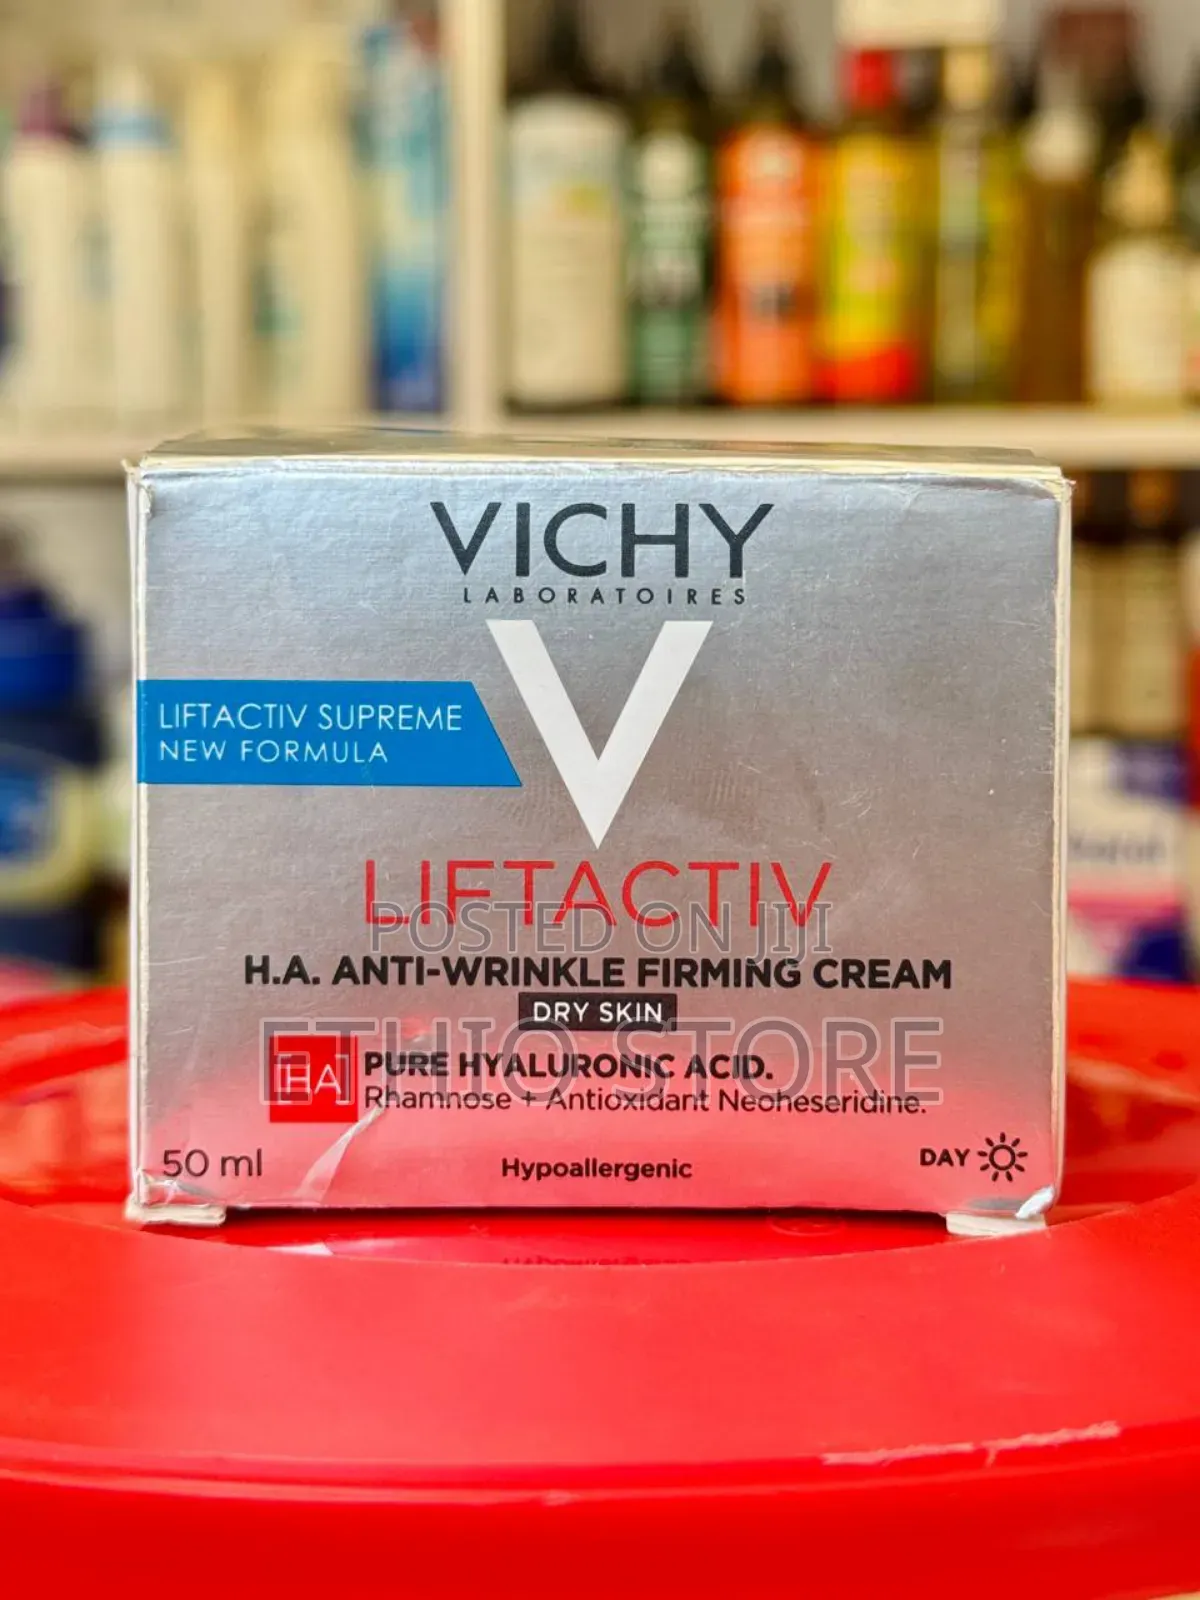 VICHY
LABORATOIRES
LIFTACTIV SUPREME
NEW FORMULA
LIFTACTIV
POSTED ON JIJI
H.A. ANTI-WRINKLE FIRMING CREAM
DRY SKIN
ETHIO STORE
[HA] PURE HYALURONIC ACID.
Rhamnose + Antioxidant Neoheseridine.
50 ml
Hypoallergenic
DAY